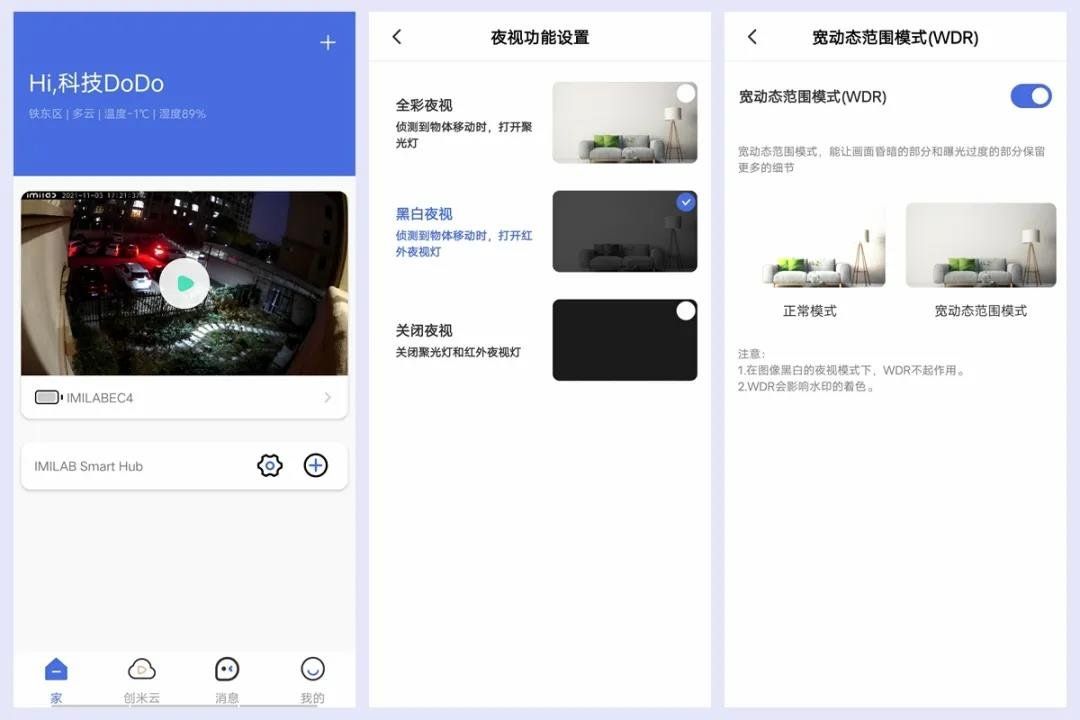 Hi,科技DoDo
铁东区 | 多云 | 温度-1℃ | 湿度89%
imilab 2021-11-05 17:21:37
IMILABEC4
IMILAB Smart Hub
家
创米云
消息
我的
夜视功能设置
全彩夜视
侦测到物体移动时，打开聚
光灯
黑白夜视
侦测到物体移动时，打开红
外夜视灯
关闭夜视
关闭聚光灯和红外夜视灯
宽动态范围模式(WDR)
宽动态范围模式(WDR)
宽动态范围模式，能让画面昏暗的部分和曝光过度的部分保留
更多的细节
正常模式
宽动态范围模式
注意：
1.在图像黑白的夜视模式下，WDR不起作用。
2.WDR会影响水印的着色。